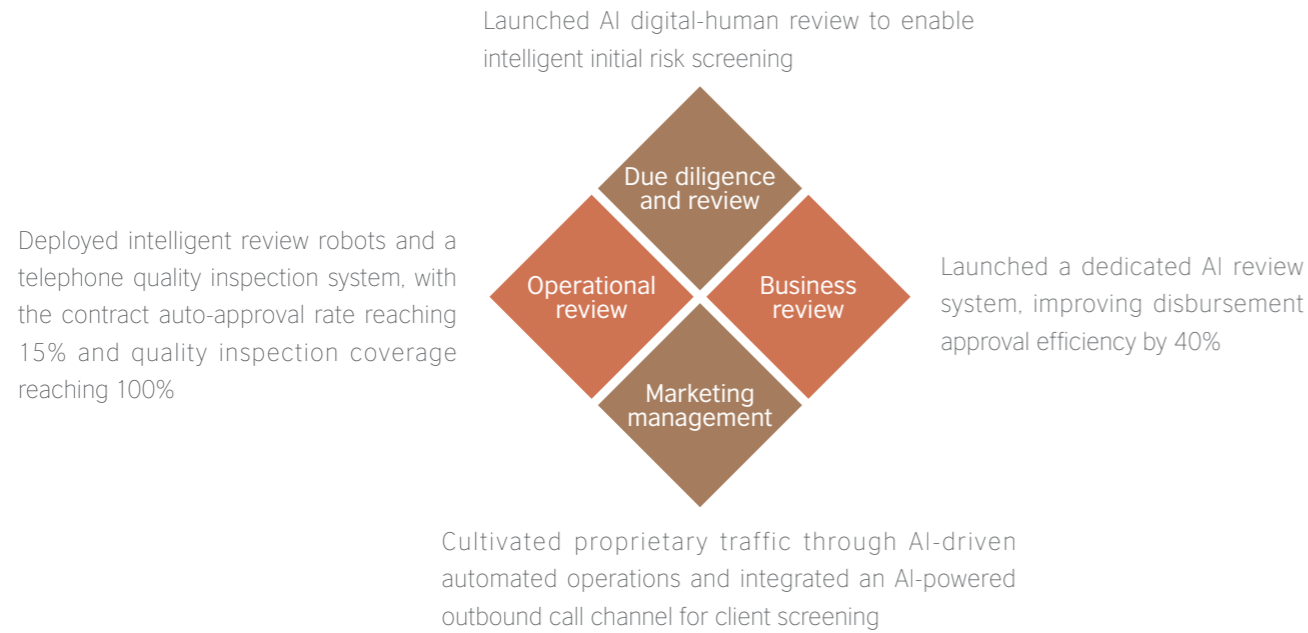 Launched AI digital-human review to enable
intelligent initial risk screening
Due diligence
and review
Deployed intelligent review robots and a
telephone quality inspection system, with
the contract auto-approval rate reaching
15% and quality inspection coverage
reaching 100%
Operational
review
Business
review
Launched a dedicated AI review
system, improving disbursement
approval efficiency by 40%
Marketing
management
Cultivated proprietary traffic through AI-driven
automated operations and integrated an AI-powered
outbound call channel for client screening